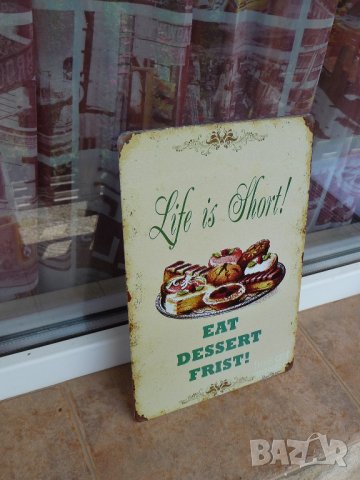 Life is Short!
EAT
DESSERT
FRIST!
BAZAR